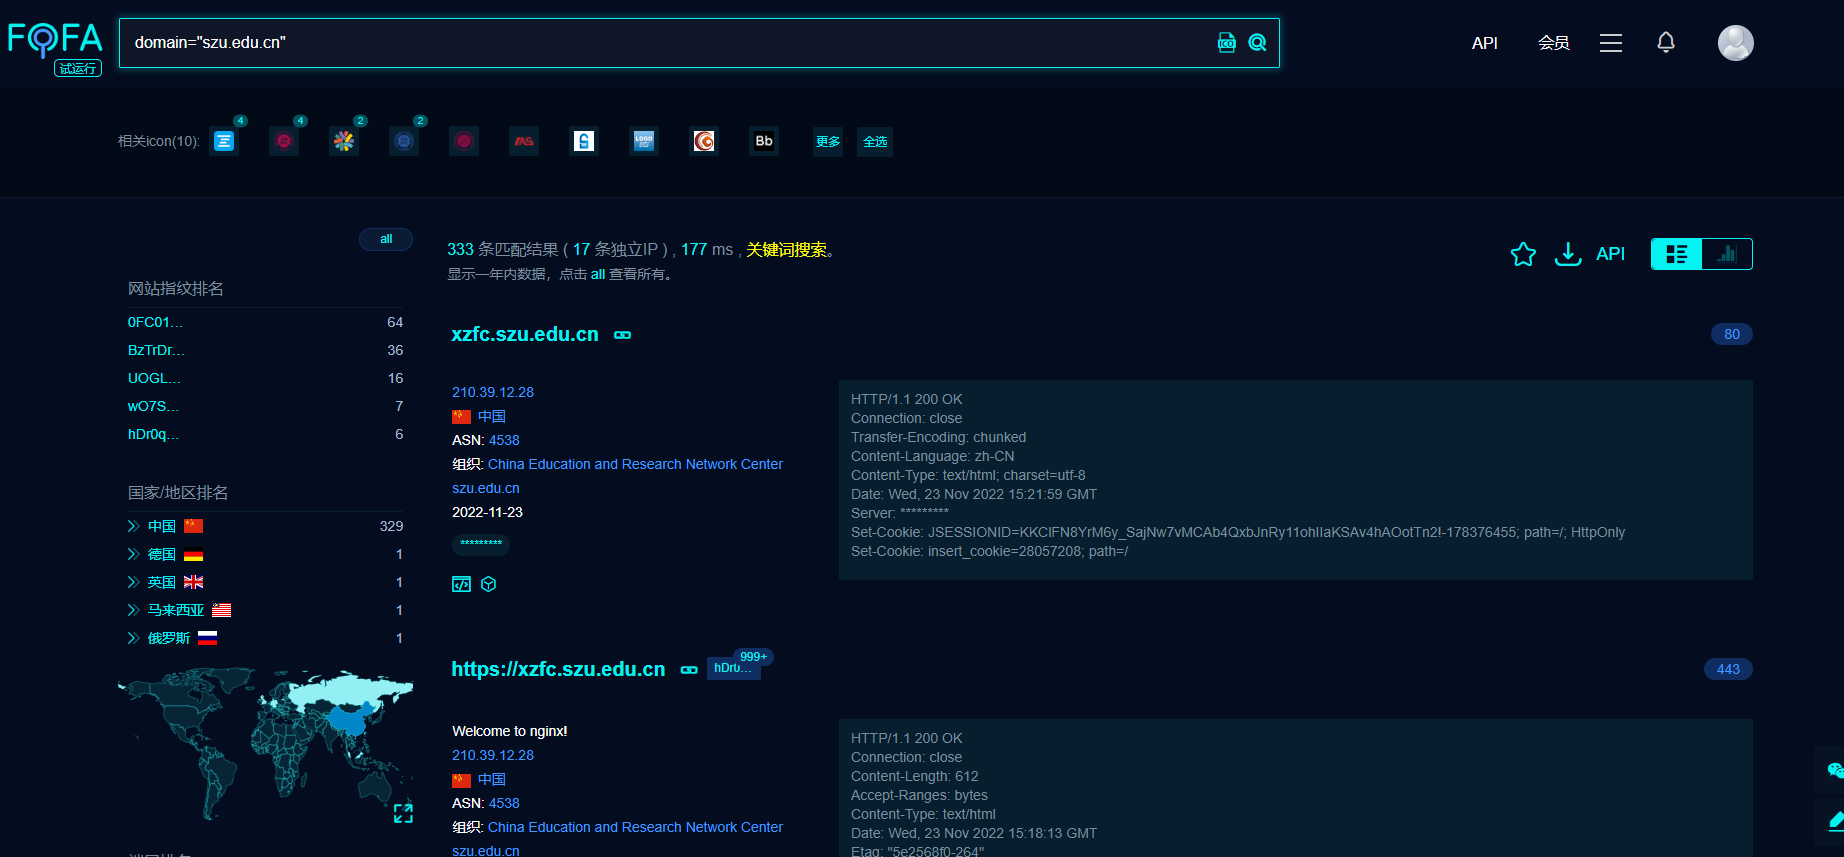 FOFA
试运行
domain="szu.edu.cn"
ICO
API
会员
相关icon(10):
4
4
2
2
IAS
LOGO
Bb
更多
全选
all
333 条匹配结果 ( 17 条独立IP ) , 177 ms , 关键词搜索。
显示一年内数据，点击 all 查看所有。
API
网站指纹排名
0FC01... 64
BzTrDr... 36
UOGL... 16
wO7S... 7
hDr0q... 6
国家/地区排名
中国 329
德国 1
英国 1
马来西亚 1
俄罗斯 1
xzfc.szu.edu.cn
80
210.39.12.28
中国
ASN: 4538
组织: China Education and Research Network Center
szu.edu.cn
2022-11-23
*********
HTTP/1.1 200 OK
Connection: close
Transfer-Encoding: chunked
Content-Language: zh-CN
Content-Type: text/html; charset=utf-8
Date: Wed, 23 Nov 2022 15:21:59 GMT
Server: *********
Set-Cookie: JSESSIONID=KKCIFN8YrM6y_SajNw7vMCAb4QxbJnRy11ohIIaKSAv4hAOotTn2!-178376455; path=/; HttpOnly
Set-Cookie: insert_cookie=28057208; path=/
https://xzfc.szu.edu.cn
999+
hDr0...
443
Welcome to nginx!
210.39.12.28
中国
ASN: 4538
组织: China Education and Research Network Center
szu.edu.cn
HTTP/1.1 200 OK
Connection: close
Content-Length: 612
Accept-Ranges: bytes
Content-Type: text/html
Date: Wed, 23 Nov 2022 15:18:13 GMT
Etag: "5e2568f0-264"